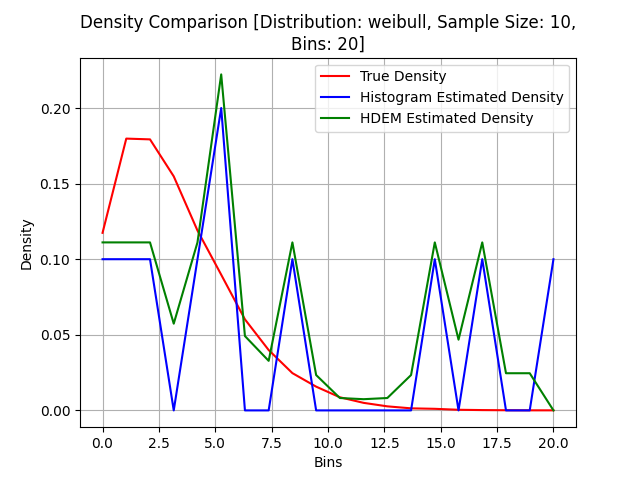 Density Comparison [Distribution: weibull, Sample Size: 10,
Bins: 20]
True Density
Histogram Estimated Density
HDEM Estimated Density
Density
0.20
0.15
0.10
0.05
0.00
0.0 2.5 5.0 7.5 10.0 12.5 15.0 17.5 20.0
Bins